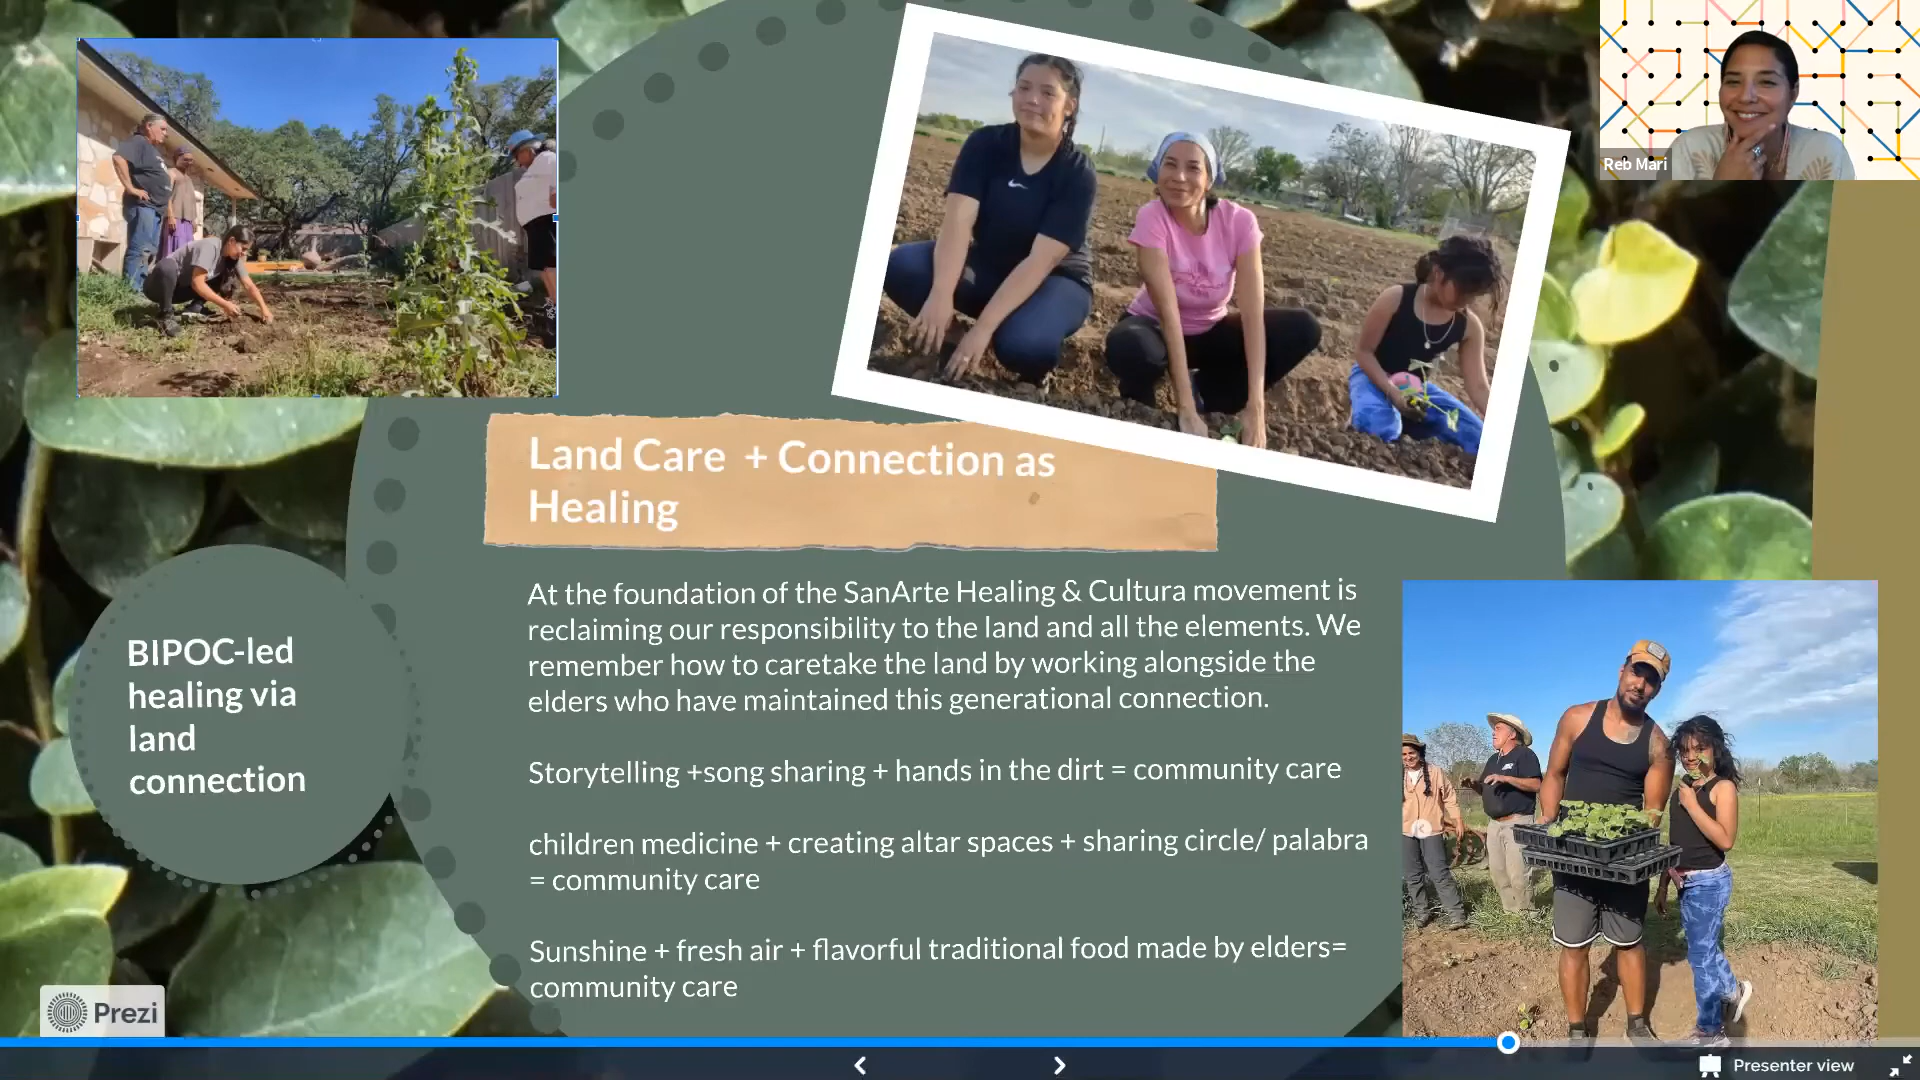 Reb Mari
Land Care + Connection as
Healing
At the foundation of the SanArte Healing & Cultura movement is
reclaiming our responsibility to the land and all the elements. We
remember how to caretake the land by working alongside the
elders who have maintained this generational connection.
Storytelling +song sharing + hands in the dirt = community care
children medicine + creating altar spaces + sharing circle/ palabra
= community care
Sunshine + fresh air + flavorful traditional food made by elders=
community care
BIPOC-led
healing via
land
connection
Prezi
Presenter view